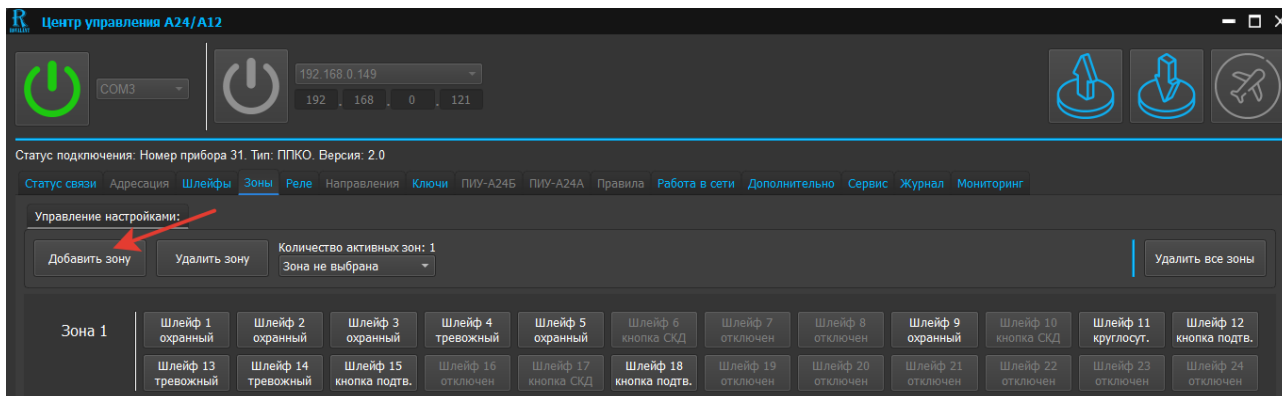 Центр управления A24/A12
COM3
192.168.0.149
192 . 168 . 0 . 121
Статус подключения: Номер прибора 31. Тип: ППКО. Версия: 2.0
Статус связи Адресация Шлейфы Зоны Реле Направления Ключи ПИУ-А24Б ПИУ-А24А Правила Работа в сети Дополнительно Сервис Журнал Мониторинг
Управление настройками:
Добавить зону
Удалить зону
Количество активных зон: 1
Зона не выбрана
Удалить все зоны
Зона 1
Шлейф 1 Шлейф 2 Шлейф 3 Шлейф 4 Шлейф 5 Шлейф 6 Шлейф 7 Шлейф 8 Шлейф 9 Шлейф 10 Шлейф 11 Шлейф 12
охранный охранный охранный тревожный охранный кнопка СКД отключен отключен охранный кнопка СКД круглосут. кнопка подтв.
Шлейф 13 Шлейф 14 Шлейф 15 Шлейф 16 Шлейф 17 Шлейф 18 Шлейф 19 Шлейф 20 Шлейф 21 Шлейф 22 Шлейф 23 Шлейф 24
тревожный тревожный кнопка подтв. отключен кнопка СКД кнопка подтв. отключен отключен отключен отключен отключен отключен